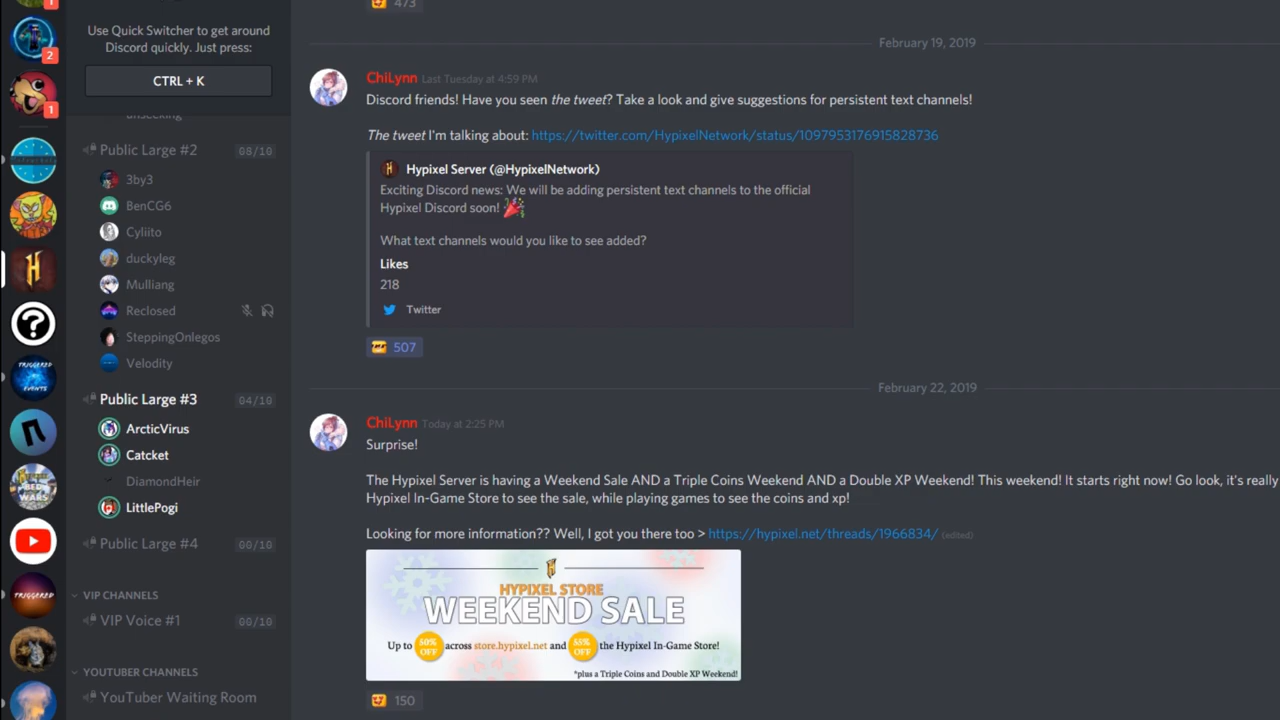 1
2
1
Use Quick Switcher to get around
Discord quickly. Just press:
CTRL + K
unseeking
Public Large #2 08/10
3by3
BenCG6
Cyliito
duckyleg
Mulliang
Reclosed
SteppingOnlegos
Velodity
Public Large #3 04/10
ArcticVirus
Catcket
DiamondHeir
LittlePogi
Public Large #4 00/10
VIP CHANNELS
VIP Voice #1 00/10
YOUTUBER CHANNELS
YouTuber Waiting Room
TRIGGERED
EVENTS
BED
WARS
TRIGGERED
473
February 19, 2019
ChiLynn Last Tuesday at 4:59 PM
Discord friends! Have you seen the tweet? Take a look and give suggestions for persistent text channels!
The tweet I'm talking about: https://twitter.com/HypixelNetwork/status/1097953176915828736
Hypixel Server (@HypixelNetwork)
Exciting Discord news: We will be adding persistent text channels to the official
Hypixel Discord soon! 🎉
What text channels would you like to see added?
Likes
218
Twitter
507
February 22, 2019
ChiLynn Today at 2:25 PM
Surprise!
The Hypixel Server is having a Weekend Sale AND a Triple Coins Weekend AND a Double XP Weekend! This weekend! It starts right now! Go look, it's really
Hypixel In-Game Store to see the sale, while playing games to see the coins and xp!
Looking for more information?? Well, I got you there too > https://hypixel.net/threads/1966834/ (edited)
HYPIXEL STORE
WEEKEND SALE
Up to 50% OFF across store.hypixel.net and 55% OFF the Hypixel In-Game Store!
*plus a Triple Coins and Double XP Weekend!
150